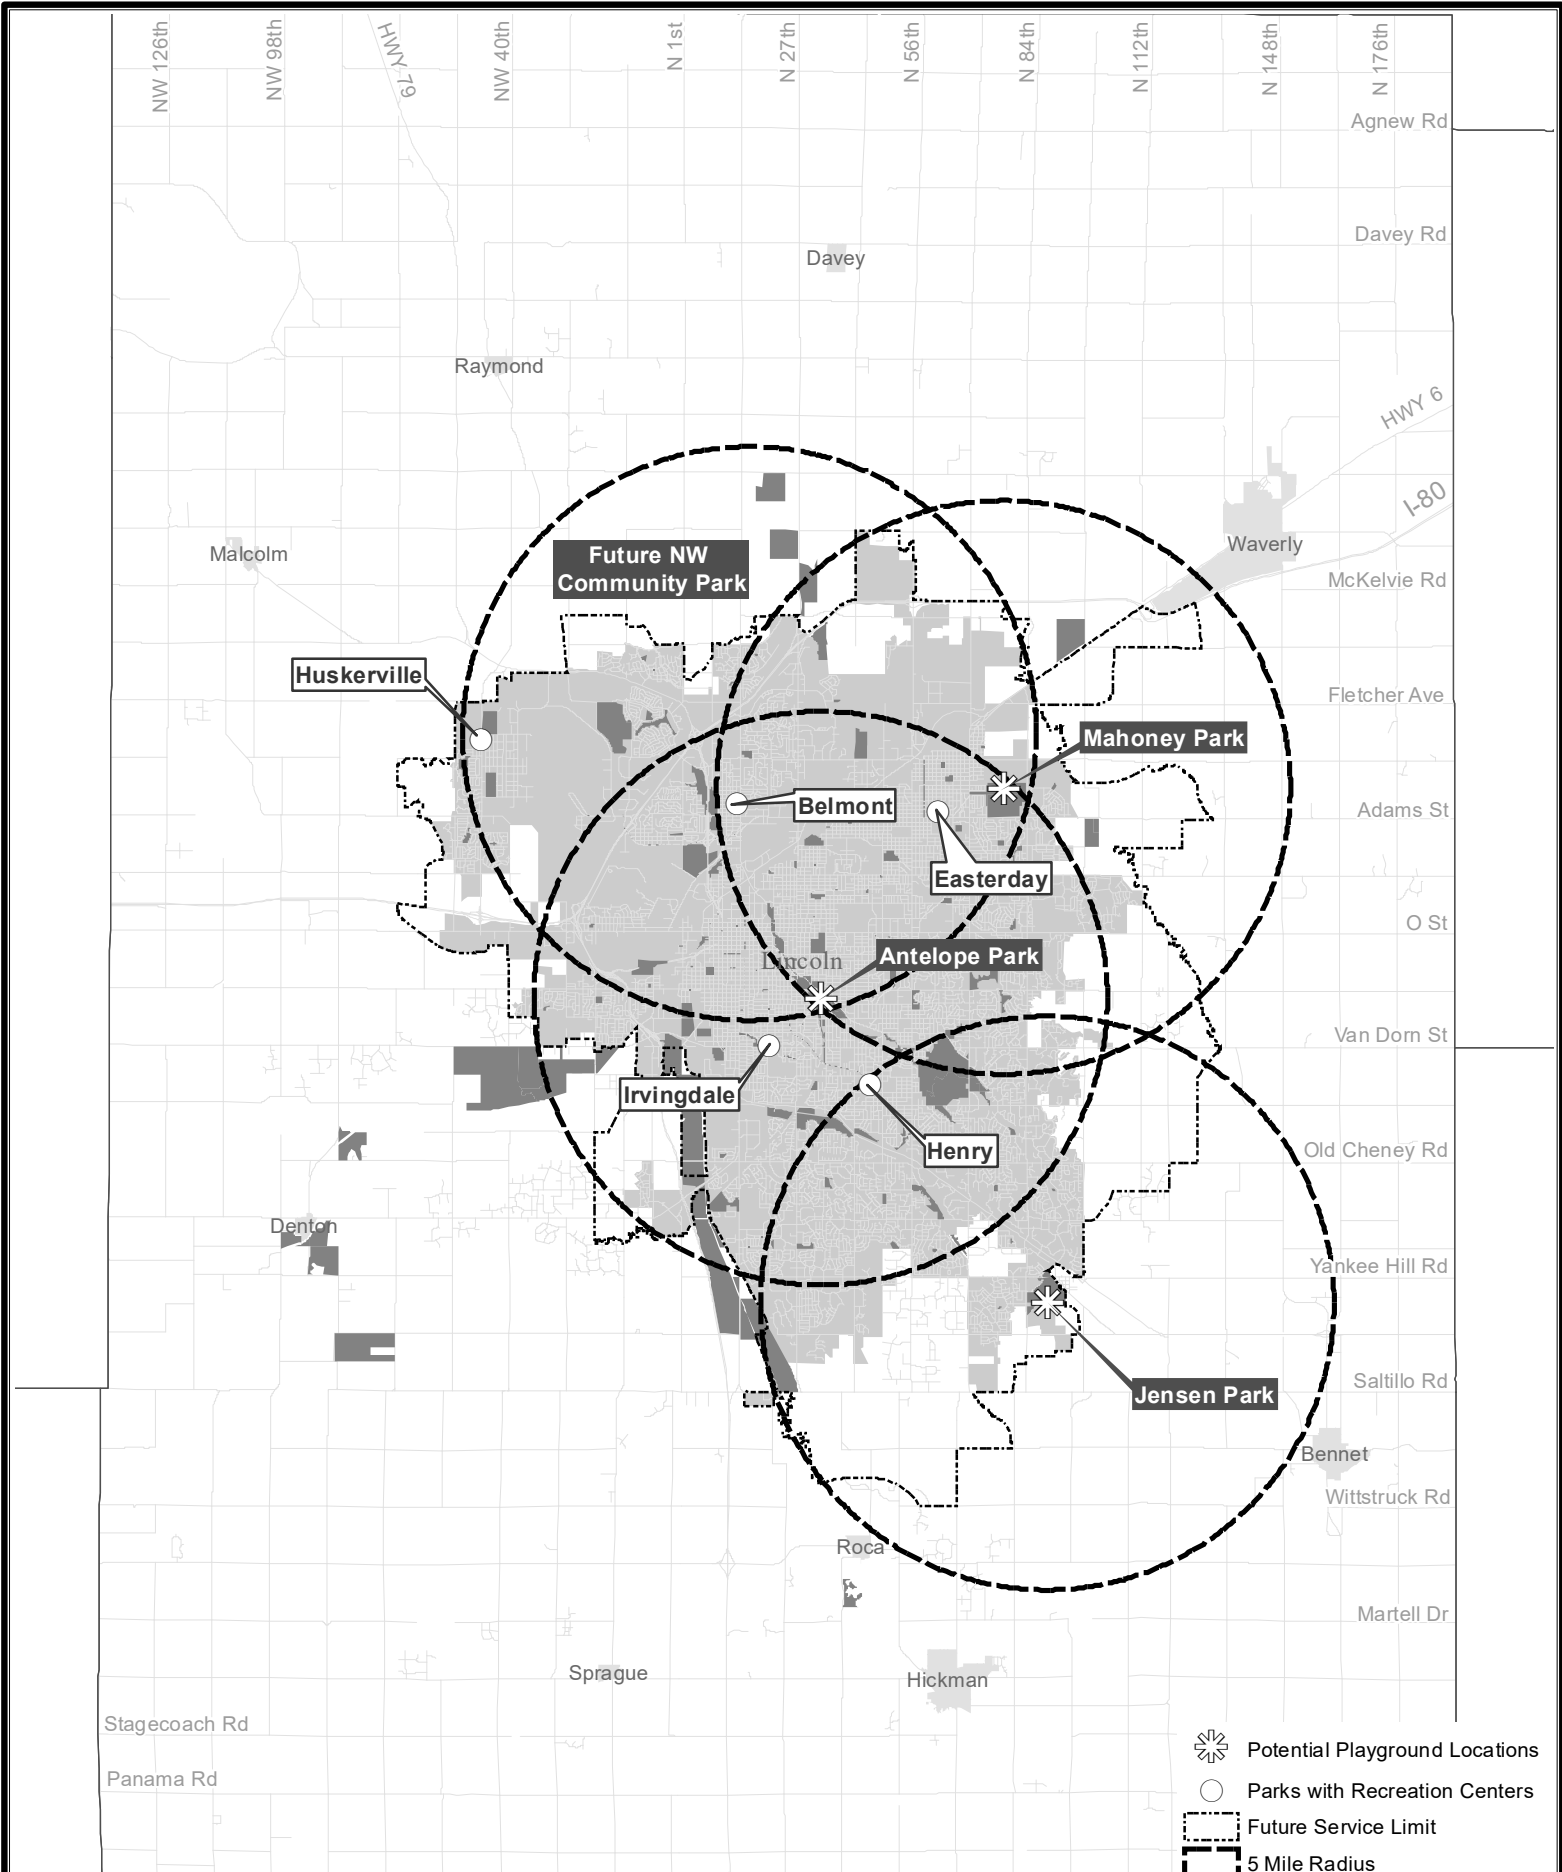 NW 126th
NW 98th
HWY 79
NW 40th
N 1st
N 27th
N 56th
N 84th
N 112th
N 148th
N 176th
Agnew Rd
Davey Rd
Davey
Raymond
HWY 6
I-80
Malcolm
Future NW
Community Park
Waverly
McKelvie Rd
Huskerville
Fletcher Ave
Mahoney Park
Belmont
Adams St
Easterday
O St
Antelope Park
Lincoln
Van Dorn St
Irvingdale
Henry
Old Cheney Rd
Denton
Yankee Hill Rd
Jensen Park
Saltillo Rd
Bennet
Wittstruck Rd
Roca
Martell Dr
Sprague
Hickman
Stagecoach Rd
Panama Rd
Potential Playground Locations
Parks with Recreation Centers
Future Service Limit
5 Mile Radius